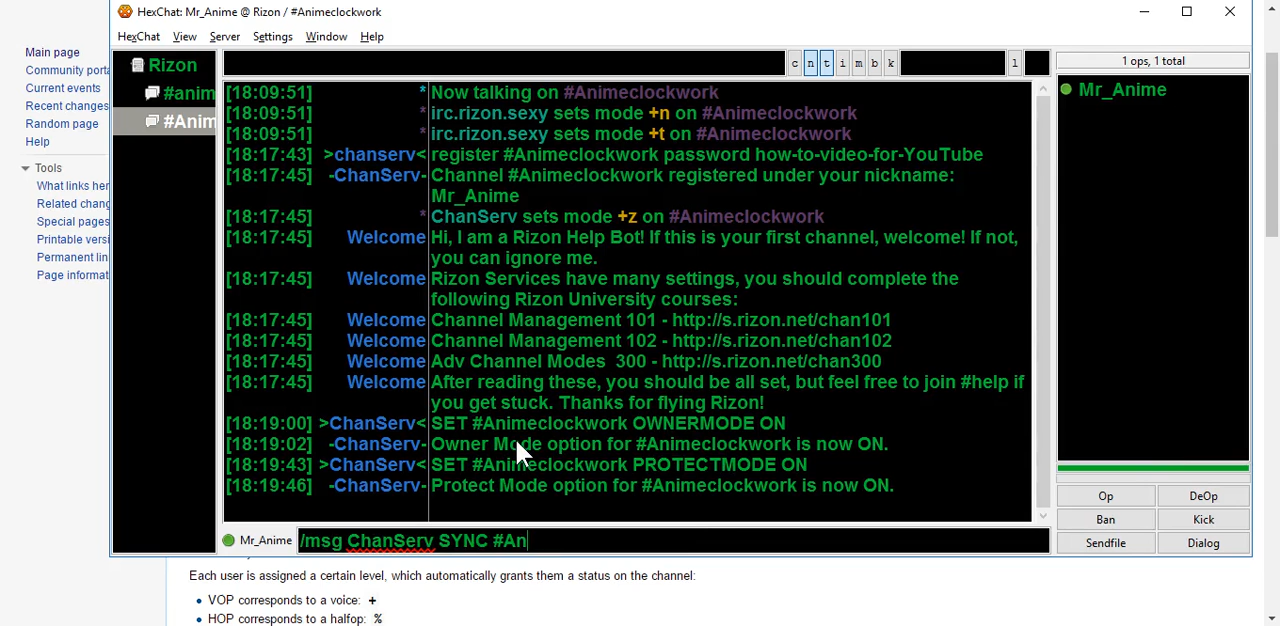 HexChat: Mr_Anime @ Rizon / #Animeclockwork
HexChat View Server Settings Window Help
Main page
Community porta
Current events
Recent changes
Random page
Help
Tools
What links her
Related chang
Special pages
Printable versi
Permanent lin
Page informat
Rizon
#anim
#Anim
c n t i m b k l
[18:09:51] * Now talking on #Animeclockwork
[18:09:51] * irc.rizon.sexy sets mode +n on #Animeclockwork
[18:09:51] * irc.rizon.sexy sets mode +t on #Animeclockwork
[18:17:43] >chanserv< register #Animeclockwork password how-to-video-for-YouTube
[18:17:45] -ChanServ- Channel #Animeclockwork registered under your nickname:
Mr_Anime
[18:17:45] * ChanServ sets mode +z on #Animeclockwork
[18:17:45] Welcome Hi, I am a Rizon Help Bot! If this is your first channel, welcome! If not,
you can ignore me.
[18:17:45] Welcome Rizon Services have many settings, you should complete the
following Rizon University courses:
[18:17:45] Welcome Channel Management 101 - http://s.rizon.net/chan101
[18:17:45] Welcome Channel Management 102 - http://s.rizon.net/chan102
[18:17:45] Welcome Adv Channel Modes  300 - http://s.rizon.net/chan300
[18:17:45] Welcome After reading these, you should be all set, but feel free to join #help if
you get stuck. Thanks for flying Rizon!
[18:19:00] >ChanServ< SET #Animeclockwork OWNERMODE ON
[18:19:02] -ChanServ- Owner Mode option for #Animeclockwork is now ON.
[18:19:43] >ChanServ< SET #Animeclockwork PROTECTMODE ON
[18:19:46] -ChanServ- Protect Mode option for #Animeclockwork is now ON.
Mr_Anime /msg ChanServ SYNC #An
1 ops, 1 total
Mr_Anime
Op DeOp
Ban Kick
Sendfile Dialog
Each user is assigned a certain level, which automatically grants them a status on the channel:
• VOP corresponds to a voice: +
• HOP corresponds to a halfop: %